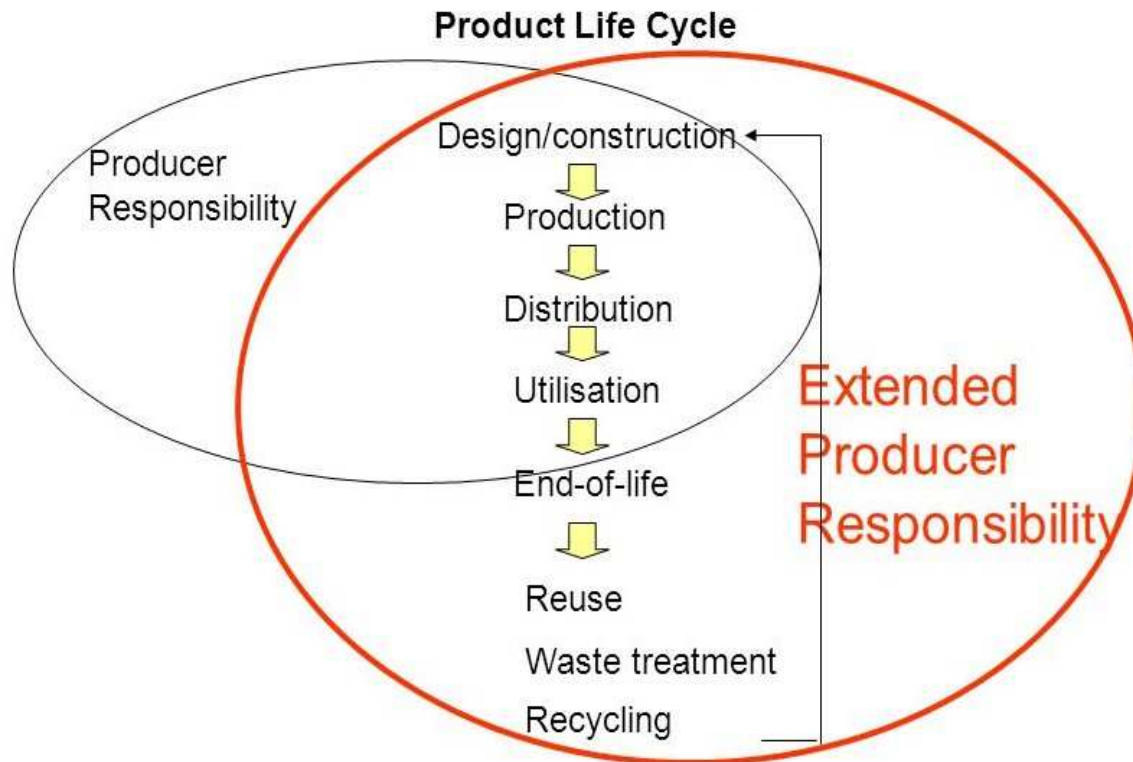 Product Life Cycle
Producer
Responsibility
Design/construction
Production
Distribution
Utilisation
End-of-life
Reuse
Waste treatment
Recycling
Extended
Producer
Responsibility